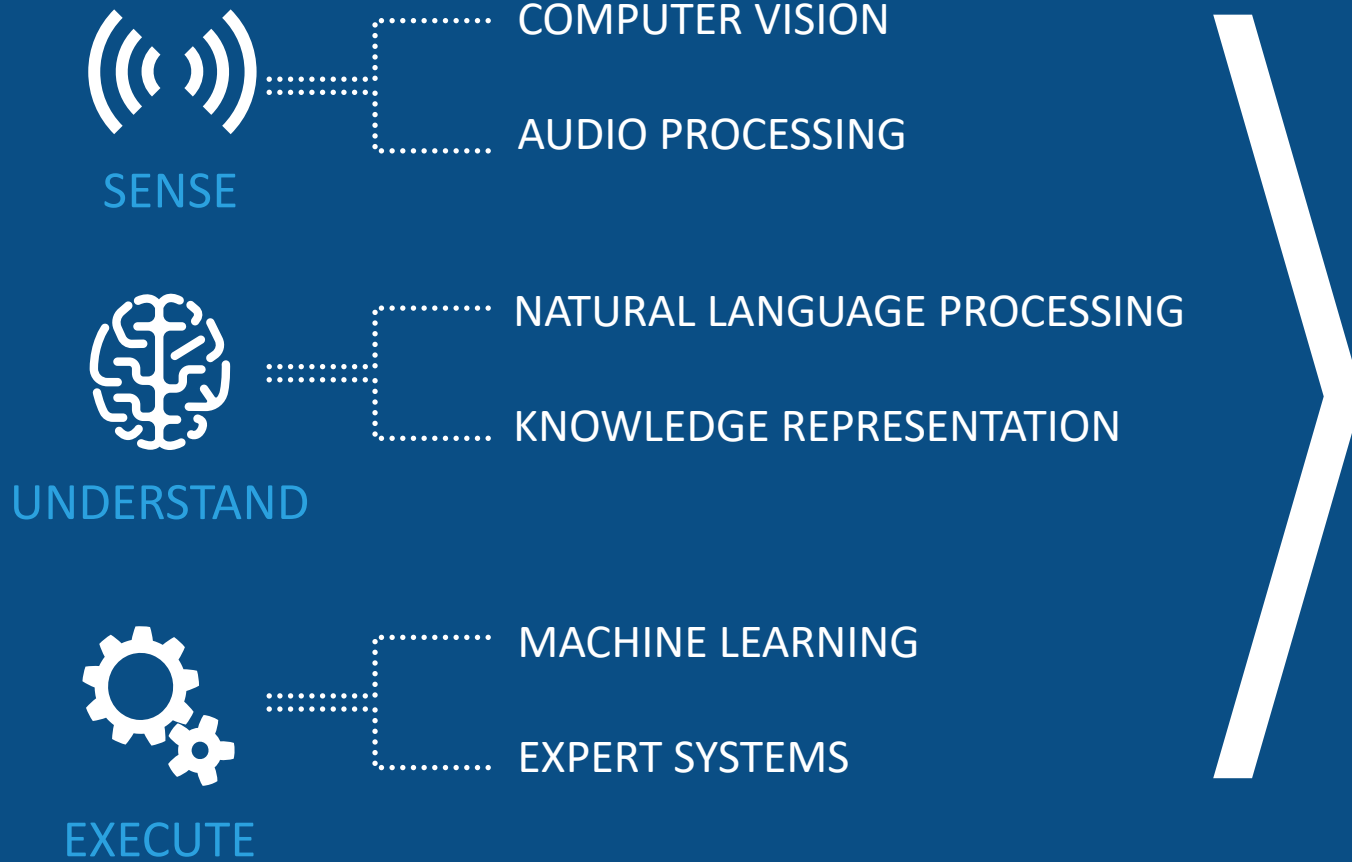 COMPUTER VISION
AUDIO PROCESSING
SENSE
NATURAL LANGUAGE PROCESSING
KNOWLEDGE REPRESENTATION
UNDERSTAND
MACHINE LEARNING
EXPERT SYSTEMS
EXECUTE